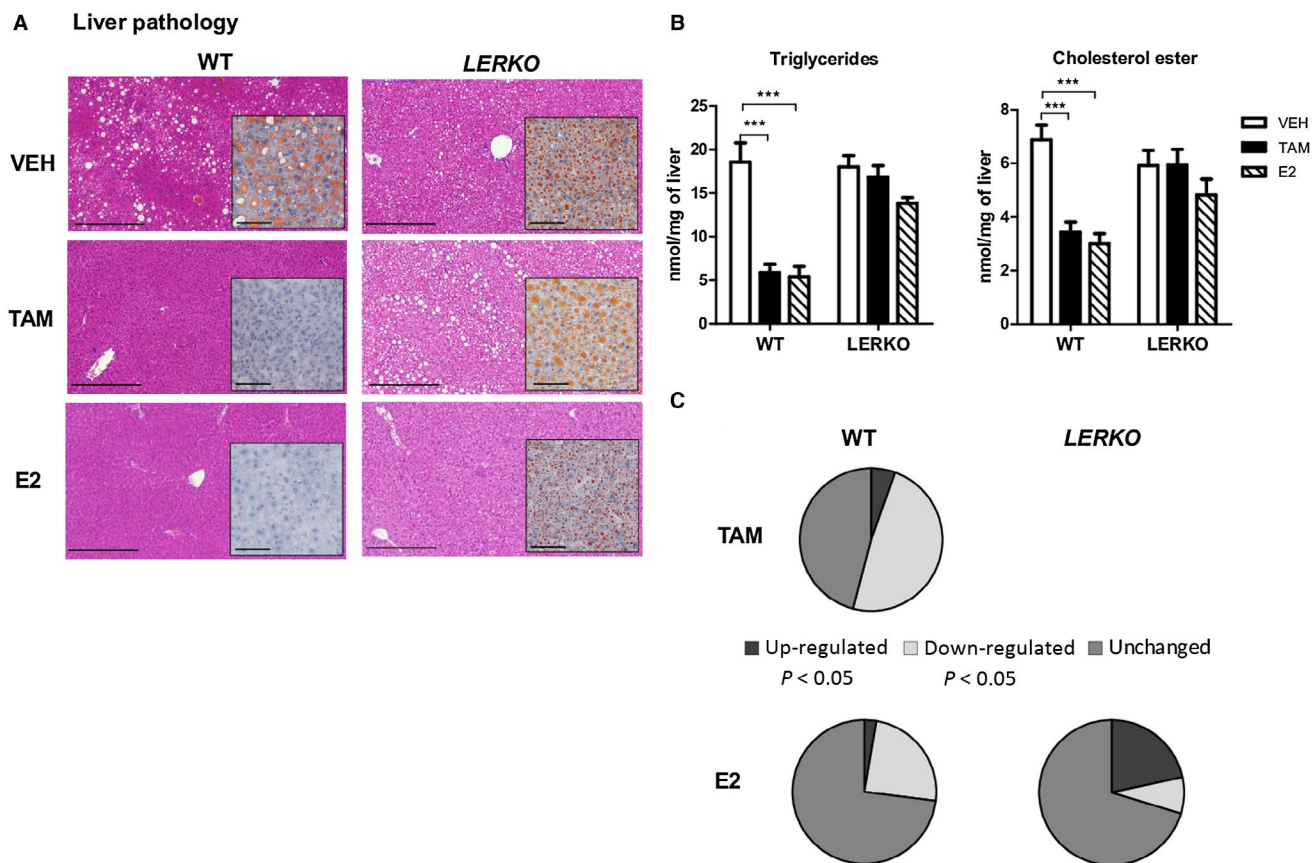 A Liver pathology
WT LERKO
VEH
TAM
E2
B
Triglycerides
25
20
15
10
5
0
nmol/mg of liver
***
***
WT LERKO
Cholesterol ester
8
6
4
2
0
nmol/mg of liver
***
***
WT LERKO
VEH
TAM
E2
C
WT LERKO
TAM
Up-regulated Down-regulated Unchanged
P < 0.05 P < 0.05
E2